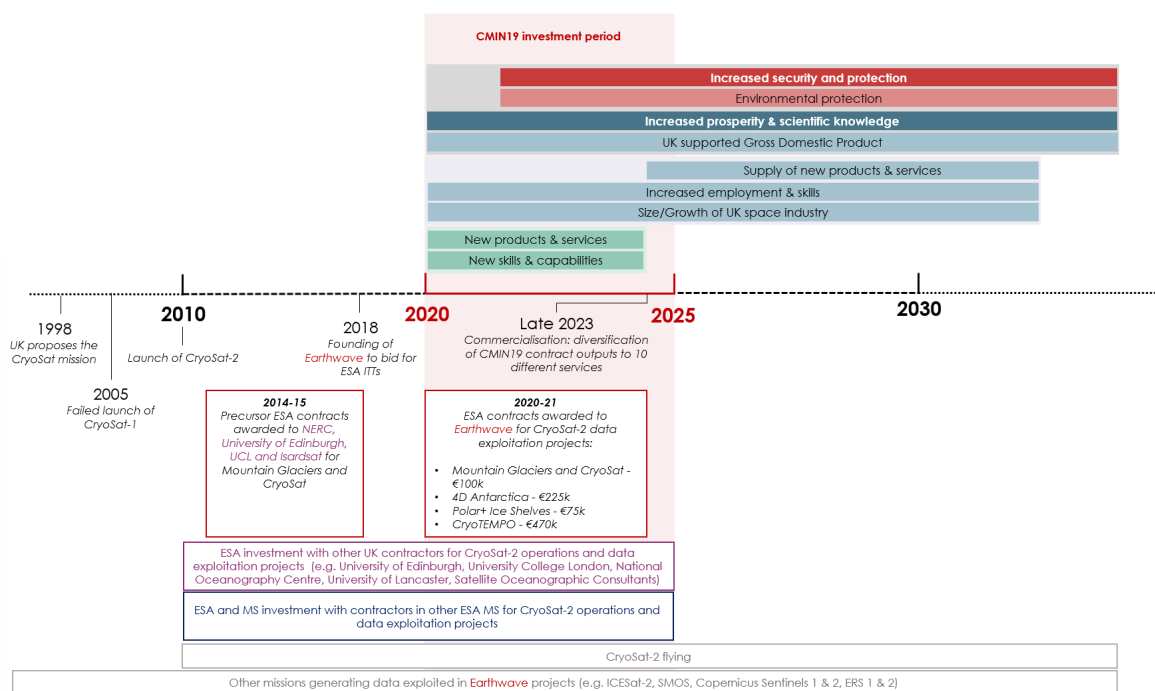 CMIN19 investment period
Increased security and protection
Environmental protection
Increased prosperity & scientific knowledge
UK supported Gross Domestic Product
Supply of new products & services
Increased employment & skills
Size/Growth of UK space industry
New products & services
New skills & capabilities
1998
UK proposes the
CryoSat mission
2005
Failed launch of
CryoSat-1
2010
Launch of CryoSat-2
2018
Founding of
Earthwave to bid for
ESA ITTs
2020
Late 2023
Commercialisation: diversification
of CMIN19 contract outputs to 10
different services
2025
2030
2014-15
Precursor ESA contracts
awarded to NERC,
University of Edinburgh,
UCL and Isardsat for
Mountain Glaciers and
CryoSat
2020-21
ESA contracts awarded to
Earthwave for CryoSat-2 data
exploitation projects:
• Mountain Glaciers and CryoSat -
€100k
• 4D Antarctica - €225k
• Polar+ Ice Shelves - €75k
• CryoTEMPO - €470k
ESA investment with other UK contractors for CryoSat-2 operations and data
exploitation projects (e.g. University of Edinburgh, University College London, National
Oceanography Centre, University of Lancaster, Satellite Oceanographic Consultants)
ESA and MS investment with contractors in other ESA MS for CryoSat-2 operations and
data exploitation projects
CryoSat-2 flying
Other missions generating data exploited in Earthwave projects (e.g. ICESat-2, SMOS, Copernicus Sentinels 1 & 2, ERS 1 & 2)